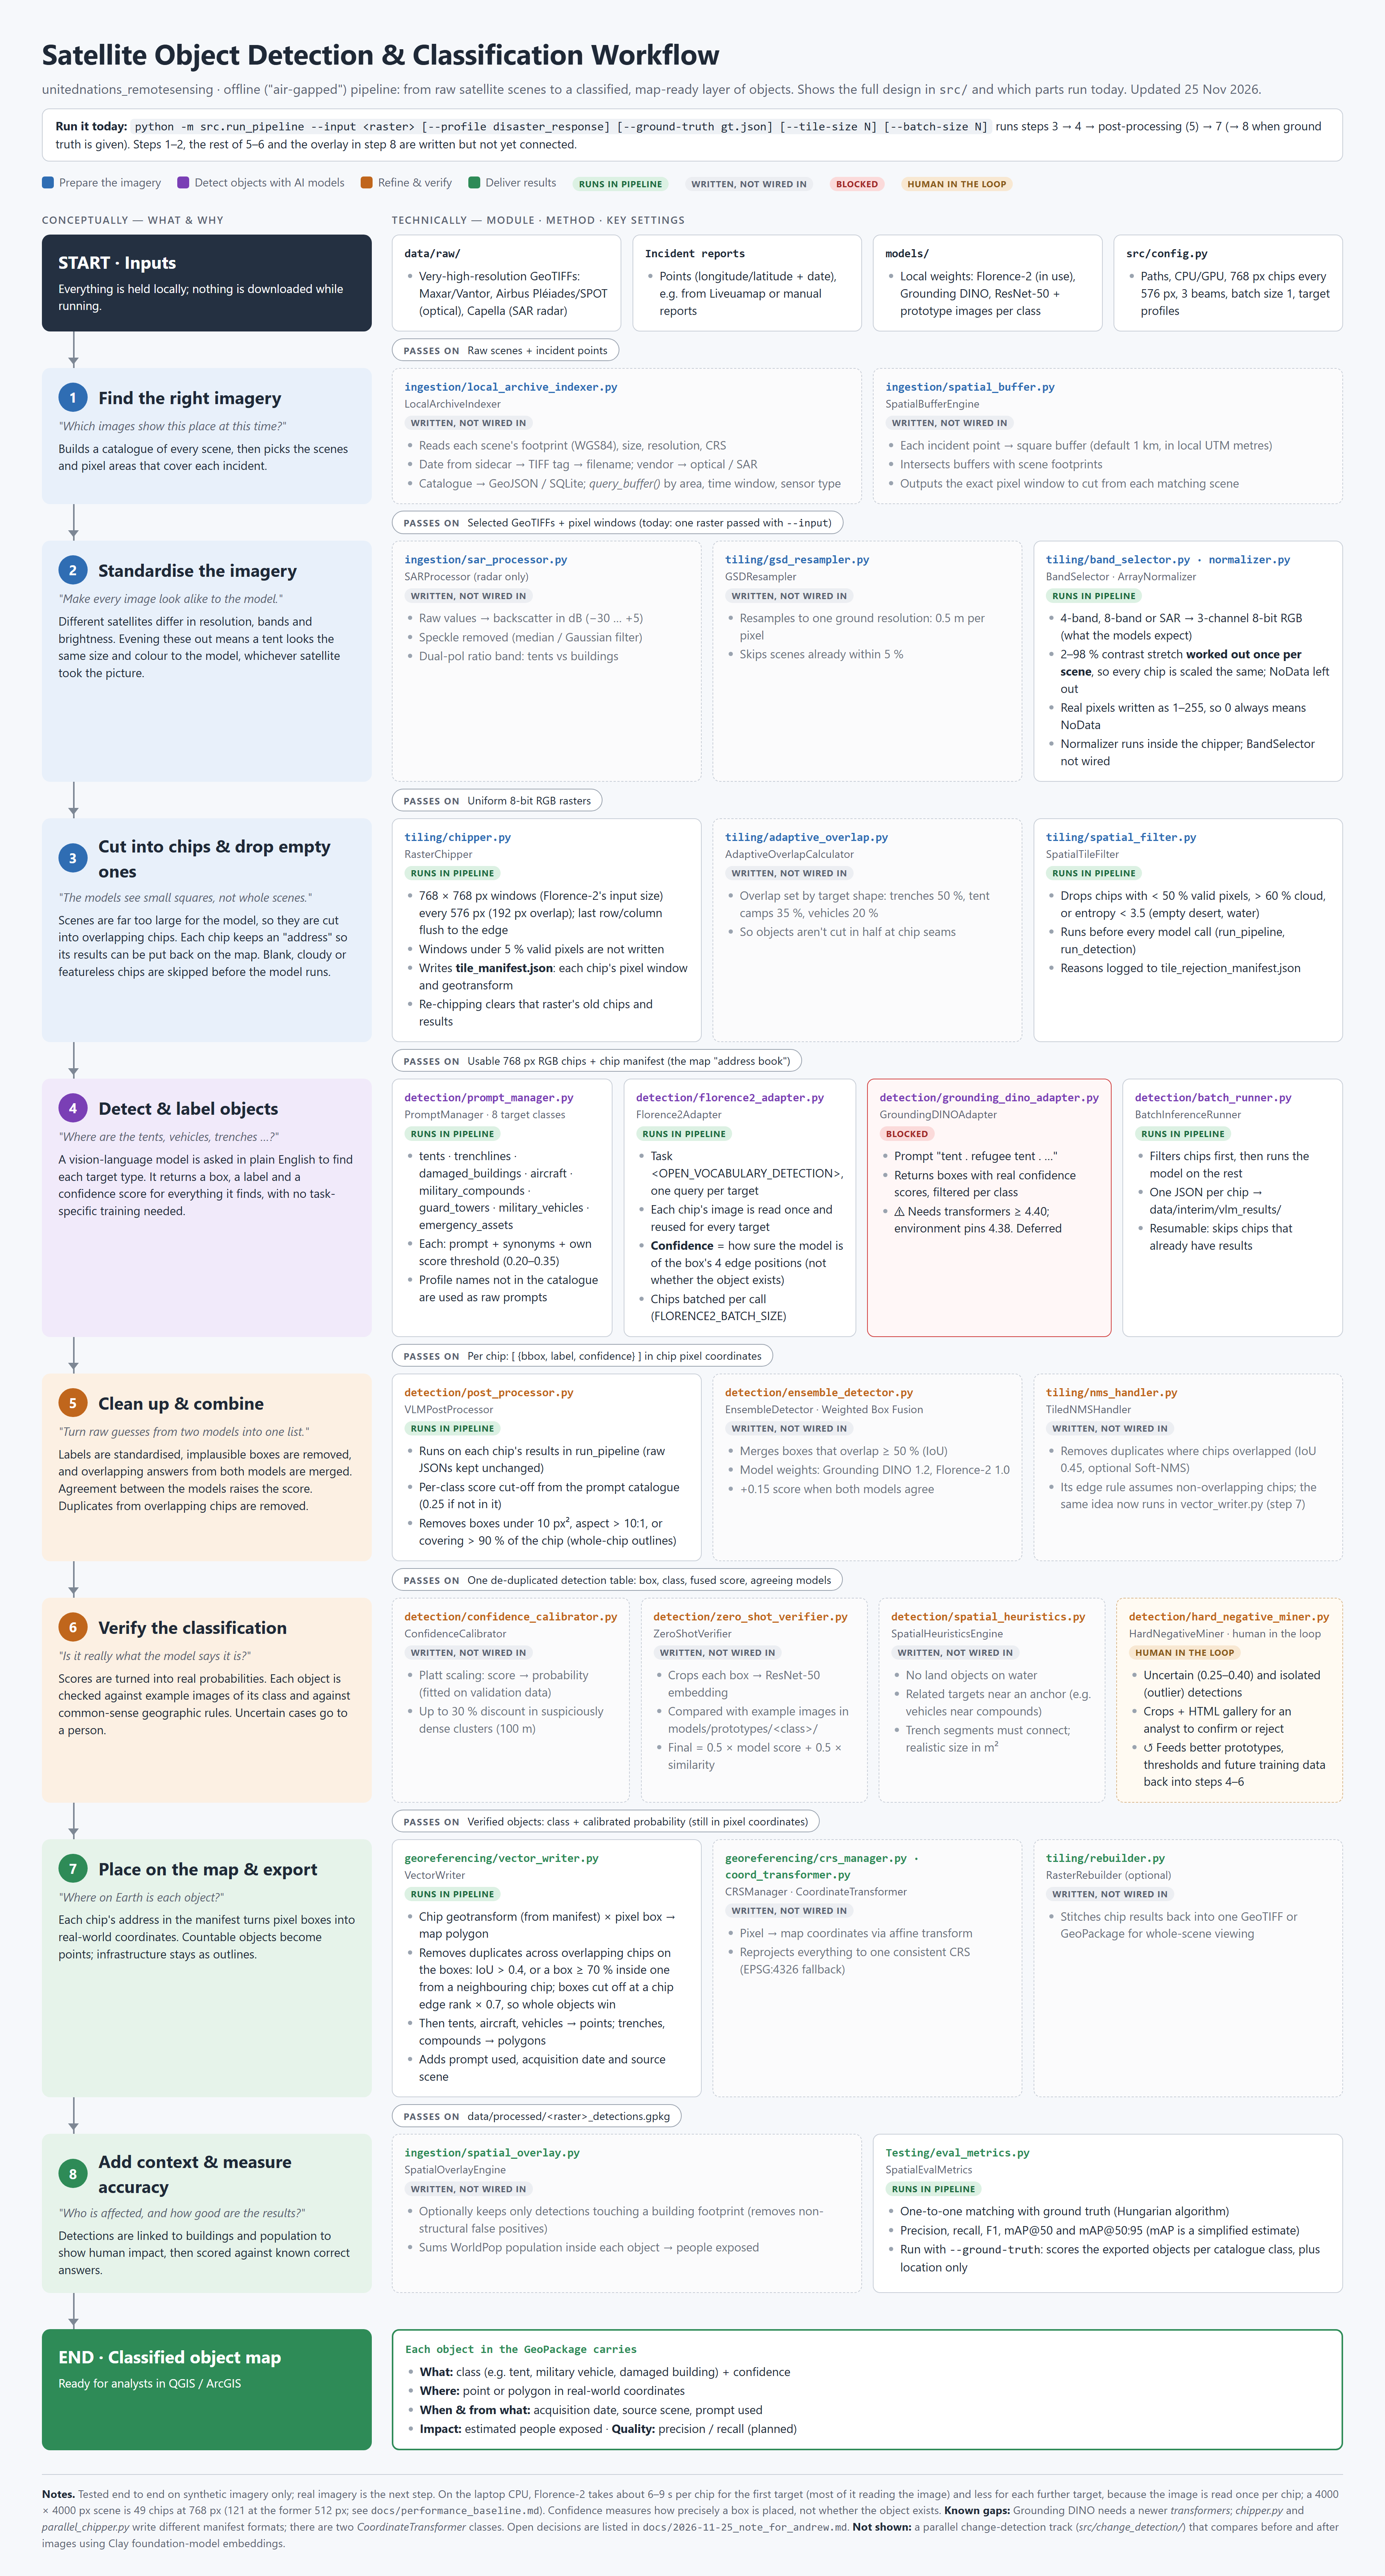 Satellite Object Detection & Classification Workflow
unitednations_remotesensing · offline ("air-gapped") pipeline: from raw satellite scenes to a classified, map-ready layer of objects. Shows the full design in src/ and which parts run today. Updated 25 Nov 2026.
Run it today: python -m src.run_pipeline --input <raster> [--profile disaster_response] [--ground-truth gt.json] [--tile-size N] [--batch-size N] runs steps 3 → 4 → post-processing (5) → 7 (→ 8 when ground
truth is given). Steps 1–2, the rest of 5–6 and the overlay in step 8 are written but not yet connected.
Prepare the imagery
Detect objects with AI models
Refine & verify
Deliver results
RUNS IN PIPELINE
WRITTEN, NOT WIRED IN
BLOCKED
HUMAN IN THE LOOP
CONCEPTUALLY — WHAT & WHY
TECHNICALLY — MODULE · METHOD · KEY SETTINGS
START · Inputs
Everything is held locally; nothing is downloaded while
running.
data/raw/
• Very-high-resolution GeoTIFFs:
Maxar/Vantor, Airbus Pléiades/SPOT
(optical), Capella (SAR radar)
Incident reports
• Points (longitude/latitude + date),
e.g. from Liveuamap or manual
reports
models/
• Local weights: Florence-2 (in use),
Grounding DINO, ResNet-50 +
prototype images per class
src/config.py
• Paths, CPU/GPU, 768 px chips every
576 px, 3 beams, batch size 1, target
profiles
PASSES ON Raw scenes + incident points
1 Find the right imagery
"Which images show this place at this time?"
Builds a catalogue of every scene, then picks the scenes
and pixel areas that cover each incident.
ingestion/local_archive_indexer.py
LocalArchiveIndexer
WRITTEN, NOT WIRED IN
• Reads each scene's footprint (WGS84), size, resolution, CRS
• Date from sidecar → TIFF tag → filename; vendor → optical / SAR
• Catalogue → GeoJSON / SQLite; query_buffer() by area, time window, sensor type
ingestion/spatial_buffer.py
SpatialBufferEngine
WRITTEN, NOT WIRED IN
• Each incident point → square buffer (default 1 km, in local UTM metres)
• Intersects buffers with scene footprints
• Outputs the exact pixel window to cut from each matching scene
PASSES ON Selected GeoTIFFs + pixel windows (today: one raster passed with --input)
2 Standardise the imagery
"Make every image look alike to the model."
Different satellites differ in resolution, bands and
brightness. Evening these out means a tent looks the
same size and colour to the model, whichever satellite
took the picture.
ingestion/sar_processor.py
SARProcessor (radar only)
WRITTEN, NOT WIRED IN
• Raw values → backscatter in dB (−30 … +5)
• Speckle removed (median / Gaussian filter)
• Dual-pol ratio band: tents vs buildings
tiling/gsd_resampler.py
GSDResampler
WRITTEN, NOT WIRED IN
• Resamples to one ground resolution: 0.5 m per
pixel
• Skips scenes already within 5 %
tiling/band_selector.py · normalizer.py
BandSelector · ArrayNormalizer
RUNS IN PIPELINE
• 4-band, 8-band or SAR → 3-channel 8-bit RGB
(what the models expect)
• 2–98 % contrast stretch worked out once per
scene, so every chip is scaled the same; NoData left
out
• Real pixels written as 1–255, so 0 always means
NoData
• Normalizer runs inside the chipper; BandSelector
not wired
PASSES ON Uniform 8-bit RGB rasters
3 Cut into chips & drop empty
ones
"The models see small squares, not whole scenes."
Scenes are far too large for the model, so they are cut
into overlapping chips. Each chip keeps an "address" so
its results can be put back on the map. Blank, cloudy or
featureless chips are skipped before the model runs.
tiling/chipper.py
RasterChipper
RUNS IN PIPELINE
• 768 × 768 px windows (Florence-2's input size)
every 576 px (192 px overlap); last row/column
flush to the edge
• Windows under 5 % valid pixels are not written
• Writes tile_manifest.json: each chip's pixel window
and geotransform
• Re-chipping clears that raster's old chips and
results
tiling/adaptive_overlap.py
AdaptiveOverlapCalculator
WRITTEN, NOT WIRED IN
• Overlap set by target shape: trenches 50 %, tent
camps 35 %, vehicles 20 %
• So objects aren't cut in half at chip seams
tiling/spatial_filter.py
SpatialTileFilter
RUNS IN PIPELINE
• Drops chips with < 50 % valid pixels, > 60 % cloud,
or entropy < 3.5 (empty desert, water)
• Runs before every model call (run_pipeline,
run_detection)
• Reasons logged to tile_rejection_manifest.json
PASSES ON Usable 768 px RGB chips + chip manifest (the map "address book")
4 Detect & label objects
"Where are the tents, vehicles, trenches …?"
A vision-language model is asked in plain English to find
each target type. It returns a box, a label and a
confidence score for everything it finds, with no task-
specific training needed.
detection/prompt_manager.py
PromptManager · 8 target classes
RUNS IN PIPELINE
• tents · trenchlines ·
damaged_buildings · aircraft ·
military_compounds ·
guard_towers · military_vehicles ·
emergency_assets
• Each: prompt + synonyms + own
score threshold (0.20–0.35)
• Profile names not in the catalogue
are used as raw prompts
detection/florence2_adapter.py
Florence2Adapter
RUNS IN PIPELINE
• Task
<OPEN_VOCABULARY_DETECTION>,
one query per target
• Each chip's image is read once and
reused for every target
• Confidence = how sure the model is
of the box's 4 edge positions (not
whether the object exists)
• Chips batched per call
(FLORENCE2_BATCH_SIZE)
detection/grounding_dino_adapter.py
GroundingDINOAdapter
BLOCKED
• Prompt "tent . refugee tent . …"
• Returns boxes with real confidence
scores, filtered per class
• ⚠ Needs transformers ≥ 4.40;
environment pins 4.38. Deferred
detection/batch_runner.py
BatchInferenceRunner
RUNS IN PIPELINE
• Filters chips first, then runs the
model on the rest
• One JSON per chip →
data/interim/vlm_results/
• Resumable: skips chips that
already have results
PASSES ON Per chip: [ {bbox, label, confidence} ] in chip pixel coordinates
5 Clean up & combine
"Turn raw guesses from two models into one list."
Labels are standardised, implausible boxes are removed,
and overlapping answers from both models are merged.
Agreement between the models raises the score.
Duplicates from overlapping chips are removed.
detection/post_processor.py
VLMPostProcessor
RUNS IN PIPELINE
• Runs on each chip's results in run_pipeline (raw
JSONs kept unchanged)
• Per-class score cut-off from the prompt catalogue
(0.25 if not in it)
• Removes boxes under 10 px², aspect > 10:1, or
covering > 90 % of the chip (whole-chip outlines)
detection/ensemble_detector.py
EnsembleDetector · Weighted Box Fusion
WRITTEN, NOT WIRED IN
• Merges boxes that overlap ≥ 50 % (IoU)
• Model weights: Grounding DINO 1.2, Florence-2 1.0
• +0.15 score when both models agree
tiling/nms_handler.py
TiledNMSHandler
WRITTEN, NOT WIRED IN
• Removes duplicates where chips overlapped (IoU
0.45, optional Soft-NMS)
• Its edge rule assumes non-overlapping chips; the
same idea now runs in vector_writer.py (step 7)
PASSES ON One de-duplicated detection table: box, class, fused score, agreeing models
6 Verify the classification
"Is it really what the model says it is?"
Scores are turned into real probabilities. Each object is
checked against example images of its class and against
common-sense geographic rules. Uncertain cases go to
a person.
detection/confidence_calibrator.py
ConfidenceCalibrator
WRITTEN, NOT WIRED IN
• Platt scaling: score → probability
(fitted on validation data)
• Up to 30 % discount in suspiciously
dense clusters (100 m)
detection/zero_shot_verifier.py
ZeroShotVerifier
WRITTEN, NOT WIRED IN
• Crops each box → ResNet-50
embedding
• Compared with example images in
models/prototypes/<class>/
• Final = 0.5 × model score + 0.5 ×
similarity
detection/spatial_heuristics.py
SpatialHeuristicsEngine
WRITTEN, NOT WIRED IN
• No land objects on water
• Related targets near an anchor (e.g.
vehicles near compounds)
• Trench segments must connect;
realistic size in m²
detection/hard_negative_miner.py
HardNegativeMiner · human in the loop
HUMAN IN THE LOOP
• Uncertain (0.25–0.40) and isolated
(outlier) detections
• Crops + HTML gallery for an
analyst to confirm or reject
• ↺ Feeds better prototypes,
thresholds and future training data
back into steps 4–6
PASSES ON Verified objects: class + calibrated probability (still in pixel coordinates)
7 Place on the map & export
"Where on Earth is each object?"
Each chip's address in the manifest turns pixel boxes into
real-world coordinates. Countable objects become
points; infrastructure stays as outlines.
georeferencing/vector_writer.py
VectorWriter
RUNS IN PIPELINE
• Chip geotransform (from manifest) × pixel box →
map polygon
• Removes duplicates across overlapping chips on
the boxes: IoU > 0.4, or a box ≥ 70 % inside one
from a neighbouring chip; boxes cut off at a chip
edge rank × 0.7, so whole objects win
• Then tents, aircraft, vehicles → points; trenches,
compounds → polygons
• Adds prompt used, acquisition date and source
scene
georeferencing/crs_manager.py ·
coord_transformer.py
CRSManager · CoordinateTransformer
WRITTEN, NOT WIRED IN
• Pixel → map coordinates via affine transform
• Reprojects everything to one consistent CRS
(EPSG:4326 fallback)
tiling/rebuilder.py
RasterRebuilder (optional)
WRITTEN, NOT WIRED IN
• Stitches chip results back into one GeoTIFF or
GeoPackage for whole-scene viewing
PASSES ON data/processed/<raster>_detections.gpkg
8 Add context & measure
accuracy
"Who is affected, and how good are the results?"
Detections are linked to buildings and population to
show human impact, then scored against known correct
answers.
ingestion/spatial_overlay.py
SpatialOverlayEngine
WRITTEN, NOT WIRED IN
• Optionally keeps only detections touching a building footprint (removes non-
structural false positives)
• Sums WorldPop population inside each object → people exposed
Testing/eval_metrics.py
SpatialEvalMetrics
RUNS IN PIPELINE
• One-to-one matching with ground truth (Hungarian algorithm)
• Precision, recall, F1, mAP@50 and mAP@50:95 (mAP is a simplified estimate)
• Run with --ground-truth: scores the exported objects per catalogue class, plus
location only
END · Classified object map
Ready for analysts in QGIS / ArcGIS
Each object in the GeoPackage carries
• What: class (e.g. tent, military vehicle, damaged building) + confidence
• Where: point or polygon in real-world coordinates
• When & from what: acquisition date, source scene, prompt used
• Impact: estimated people exposed · Quality: precision / recall (planned)
Notes. Tested end to end on synthetic imagery only; real imagery is the next step. On the laptop CPU, Florence-2 takes about 6–9 s per chip for the first target (most of it reading the image) and less for each further target, because the image is read once per chip; a 4000
× 4000 px scene is 49 chips at 768 px (121 at the former 512 px; see docs/performance_baseline.md). Confidence measures how precisely a box is placed, not whether the object exists. Known gaps: Grounding DINO needs a newer transformers; chipper.py and
parallel_chipper.py write different manifest formats; there are two CoordinateTransformer classes. Open decisions are listed in docs/2026-11-25_note_for_andrew.md. Not shown: a parallel change-detection track (src/change_detection/) that compares before and after
images using Clay foundation-model embeddings.